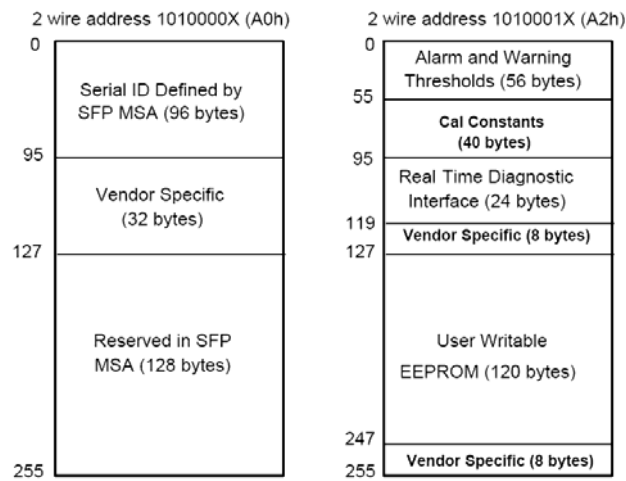 2 wire address 1010000X (A0h)
0
Serial ID Defined by
SFP MSA (96 bytes)
95
Vendor Specific
(32 bytes)
127
Reserved in SFP
MSA (128 bytes)
255
2 wire address 1010001X (A2h)
0
Alarm and Warning
Thresholds (56 bytes)
55
Cal Constants
(40 bytes)
95
Real Time Diagnostic
Interface (24 bytes)
119
Vendor Specific (8 bytes)
127
User Writable
EEPROM (120 bytes)
247
Vendor Specific (8 bytes)
255